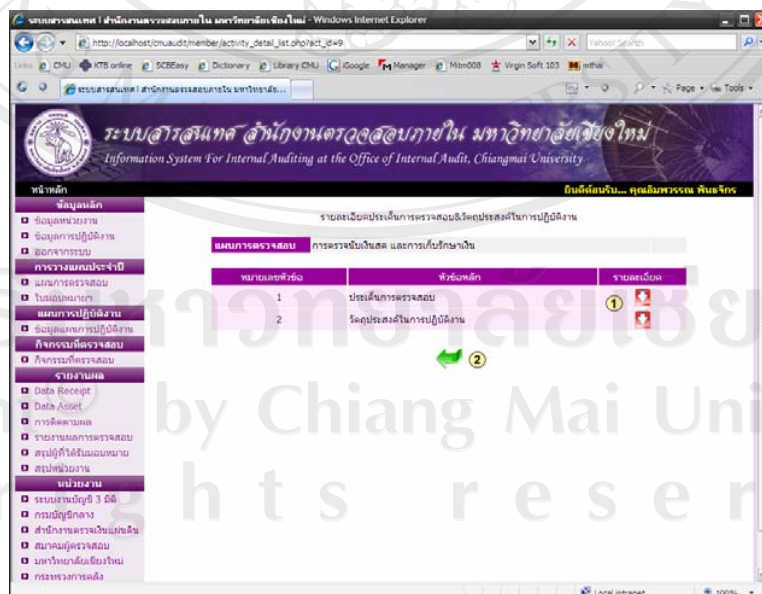 ระบบสารสนเทศ | สำนักงานตรวจสอบภายใน มหาวิทยาลัยเชียงใหม่ - Windows Internet Explorer
http://localhost/cmuaudit/member/activity_detail_list.php?act_id=9
Yahoo! Search
Links CMU KTB online SCBEasy Dictionary Library CMU iGoogle Manager Mitm008 Virgin Soft 103 mthai
ระบบสารสนเทศ | สำนักงานตรวจสอบภายใน มหาวิทยาลั...
Page Tools
ระบบสารสนเทศ สำนักงานตรวจสอบภายใน มหาวิทยาลัยเชียงใหม่
Information System For Internal Auditing at the Office of Internal Audit, Chiangmai University
หน้าหลัก
ยินดีต้อนรับ... คุณอิมพวรรณ พันธจักร
ข้อมูลหลัก
ข้อมูลหน่วยงาน
ข้อมูลการปฏิบัติงาน
ออกจากระบบ
การวางแผนประจำปี
แผนการตรวจสอบ
ใบมอบหมายฯ
แผนการปฏิบัติงาน
ข้อมูลแผนการปฏิบัติงาน
กิจกรรมที่ตรวจสอบ
กิจกรรมที่ตรวจสอบ
รายงานผล
Data Receipt
Data Asset
การติดตามผล
รายงานผลการตรวจสอบ
สรุปผู้ที่ได้รับมอบหมาย
สรุปหน่วยงาน
หน่วยงาน
ระบบงานบัญชี 3 มิติ
กรมบัญชีกลาง
สำนักงานตรวจเงินแผ่นดิน
สมาคมผู้ตรวจสอบ
มหาวิทยาลัยเชียงใหม่
กระทรวงการคลัง
รายละเอียดประเด็นการตรวจสอบ&วัตถุประสงค์ในการปฏิบัติงาน
แผนการตรวจสอบ การตรวจนับเงินสด และการเก็บรักษาเงิน
หมายเลขหัวข้อ หัวข้อหลัก รายละเอียด
1 ประเด็นการตรวจสอบ 1
2 วัตถุประสงค์ในการปฏิบัติงาน
2
by Chiang Mai Uni
Local intranet 100%